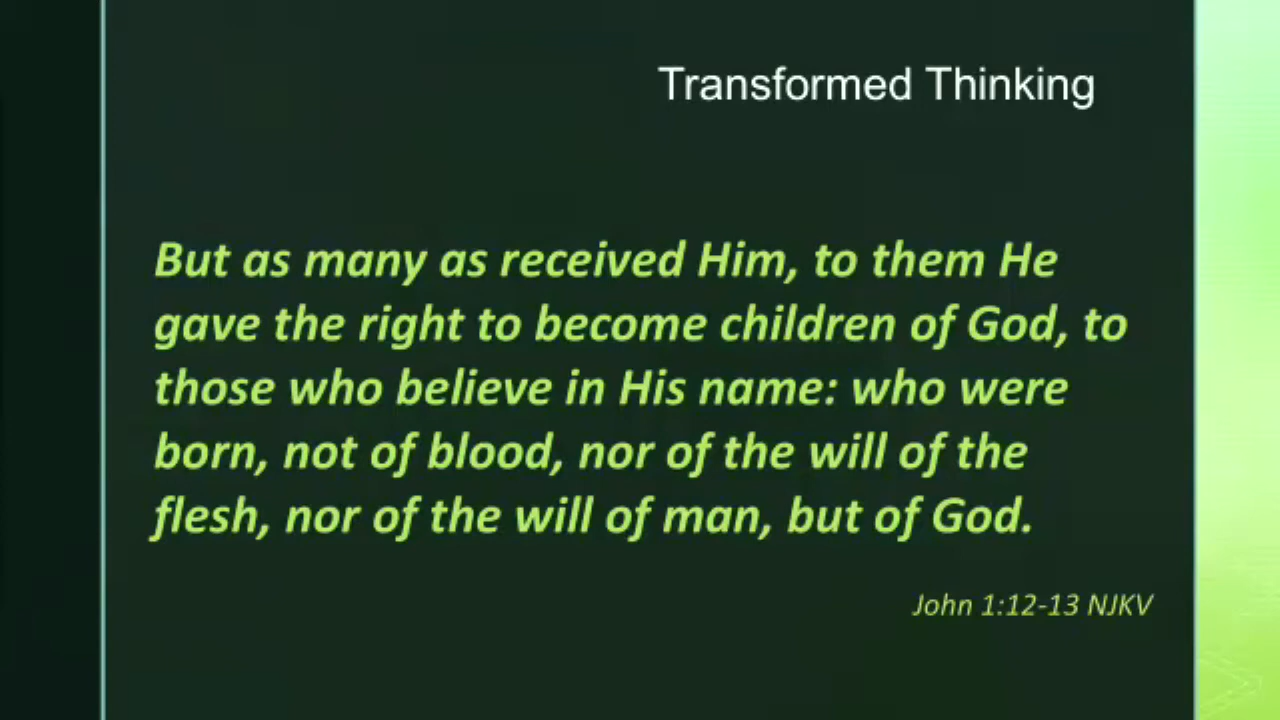 Transformed Thinking
But as many as received Him, to them He
gave the right to become children of God, to
those who believe in His name: who were
born, not of blood, nor of the will of the
flesh, nor of the will of man, but of God.
John 1:12-13 NJKV